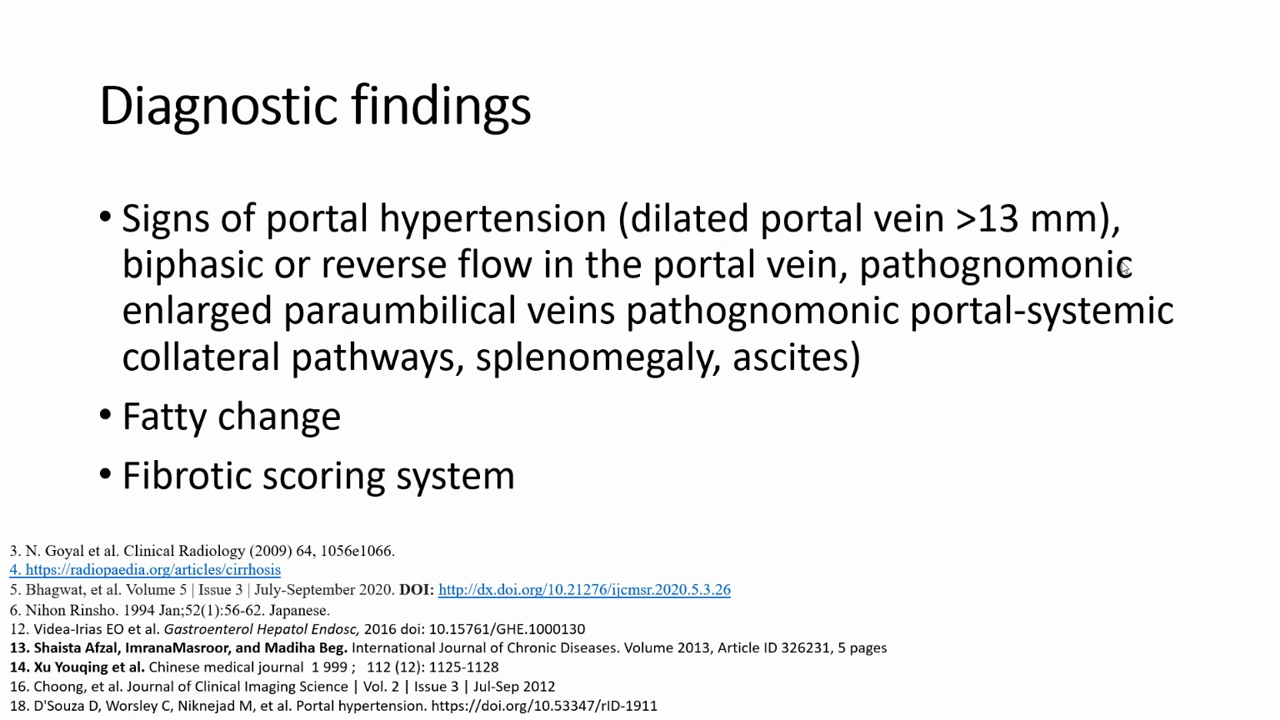 Diagnostic findings
• Signs of portal hypertension (dilated portal vein >13 mm),
biphasic or reverse flow in the portal vein, pathognomonic
enlarged paraumbilical veins pathognomonic portal-systemic
collateral pathways, splenomegaly, ascites)
• Fatty change
• Fibrotic scoring system
3. N. Goyal et al. Clinical Radiology (2009) 64, 1056e1066.
4. https://radiopaedia.org/articles/cirrhosis
5. Bhagwat, et al. Volume 5 | Issue 3 | July-September 2020. DOI: http://dx.doi.org/10.21276/ijcmsr.2020.5.3.26
6. Nihon Rinsho. 1994 Jan;52(1):56-62. Japanese.
12. Videa-Irias EO et al. Gastroenterol Hepatol Endosc, 2016 doi: 10.15761/GHE.1000130
13. Shaista Afzal, ImranaMasroor, and Madiha Beg. International Journal of Chronic Diseases. Volume 2013, Article ID 326231, 5 pages
14. Xu Youqing et al. Chinese medical journal 1 999 ; 112 (12): 1125-1128
16. Choong, et al. Journal of Clinical Imaging Science | Vol. 2 | Issue 3 | Jul-Sep 2012
18. D'Souza D, Worsley C, Niknejad M, et al. Portal hypertension. https://doi.org/10.53347/rID-1911